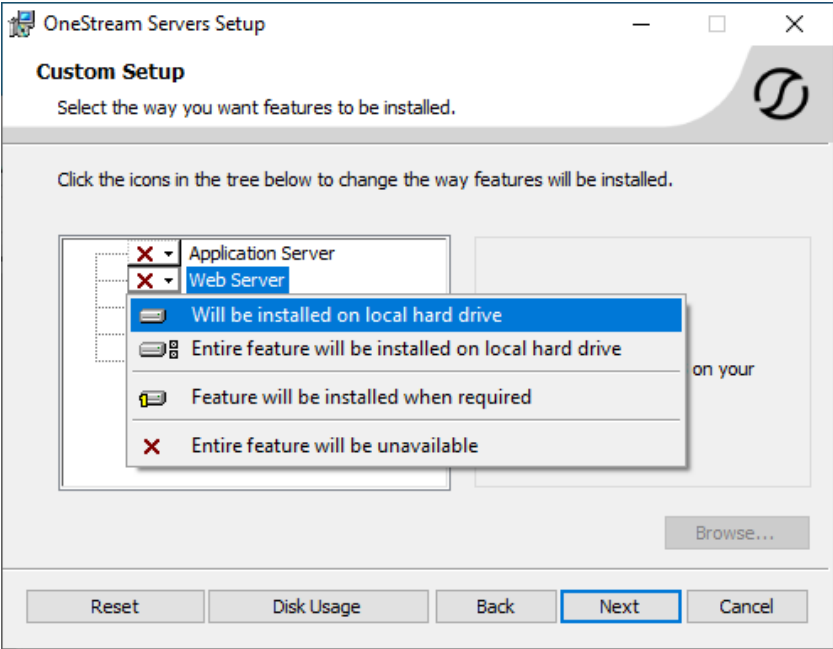 OneStream Servers Setup
Custom Setup
Select the way you want features to be installed.
Click the icons in the tree below to change the way features will be installed.
Application Server
Web Server
Will be installed on local hard drive
Entire feature will be installed on local hard drive
on your
Feature will be installed when required
Entire feature will be unavailable
Browse...
Reset Disk Usage Back Next Cancel